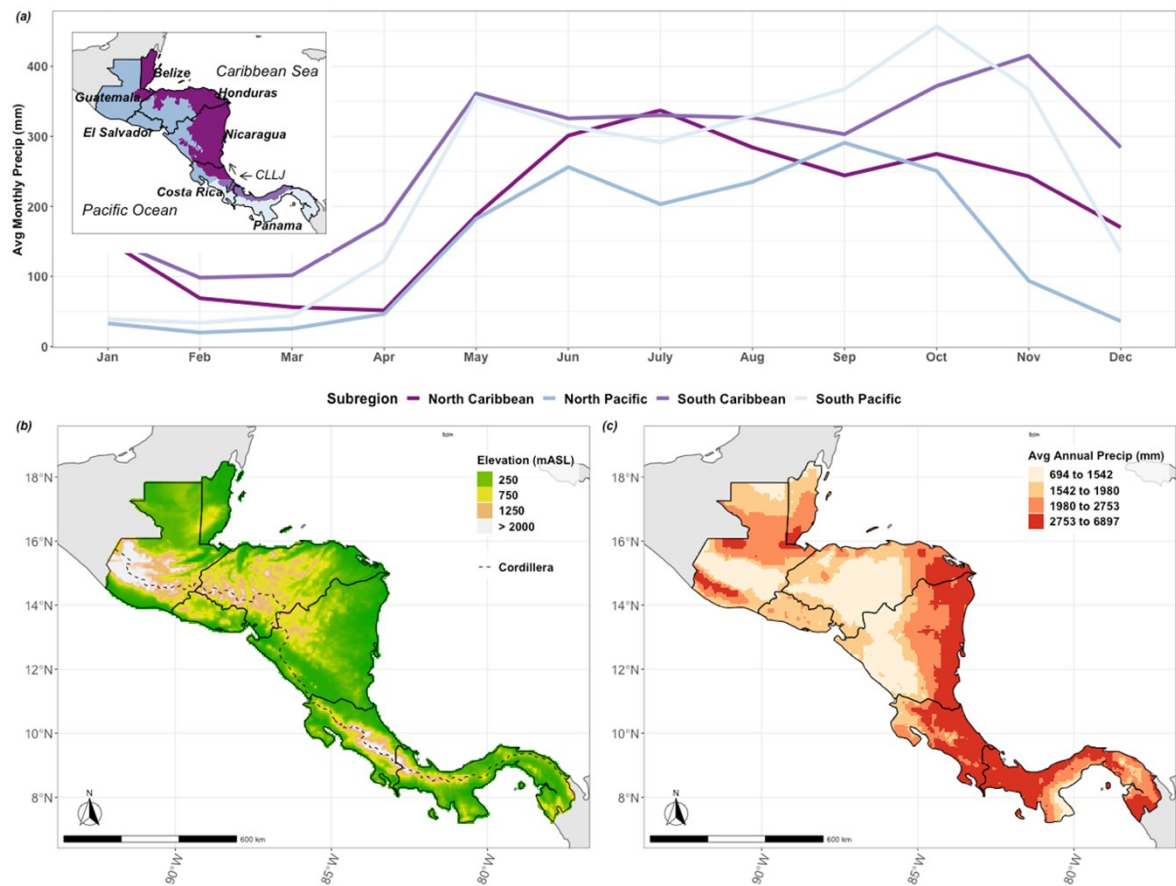 (a)
Avg Monthly Precip (mm)
400
300
200
100
0
Caribbean Sea
Belize
Guatemala
Honduras
El Salvador
Nicaragua
CLLJ
Costa Rica
Pacific Ocean
Panama
Jan Feb Mar Apr May Jun July Aug Sep Oct Nov Dec
Subregion North Caribbean North Pacific South Caribbean South Pacific
(b)
Elevation (mASL)
250
750
1250
> 2000
Cordillera
18°N
16°N
14°N
12°N
10°N
8°N
N
600 km
90°W 85°W 80°W
(c)
Avg Annual Precip (mm)
694 to 1542
1542 to 1980
1980 to 2753
2753 to 6897
18°N
16°N
14°N
12°N
10°N
8°N
N
600 km
90°W 85°W 80°W